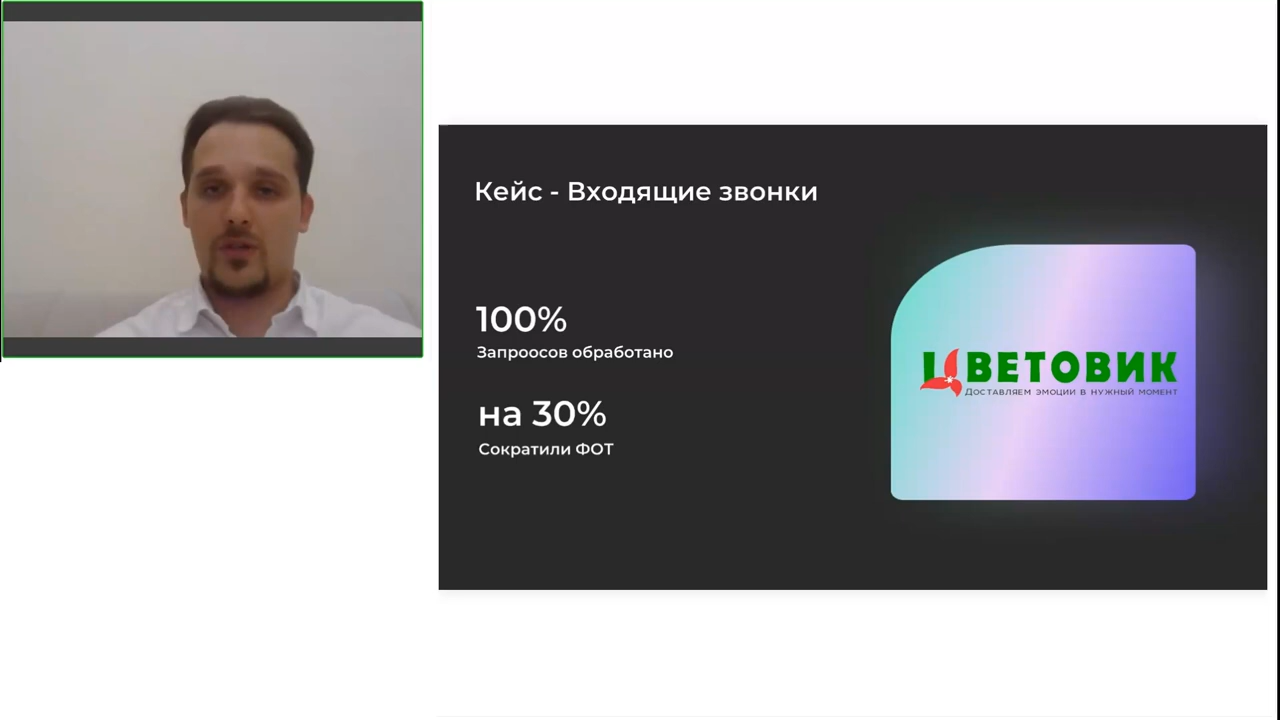 Кейс - Входящие звонки
100%
Запроосов обработано
на 30%
Сократили ФОТ
ЦВЕТОВИК
Доставляем эмоции в нужный момент